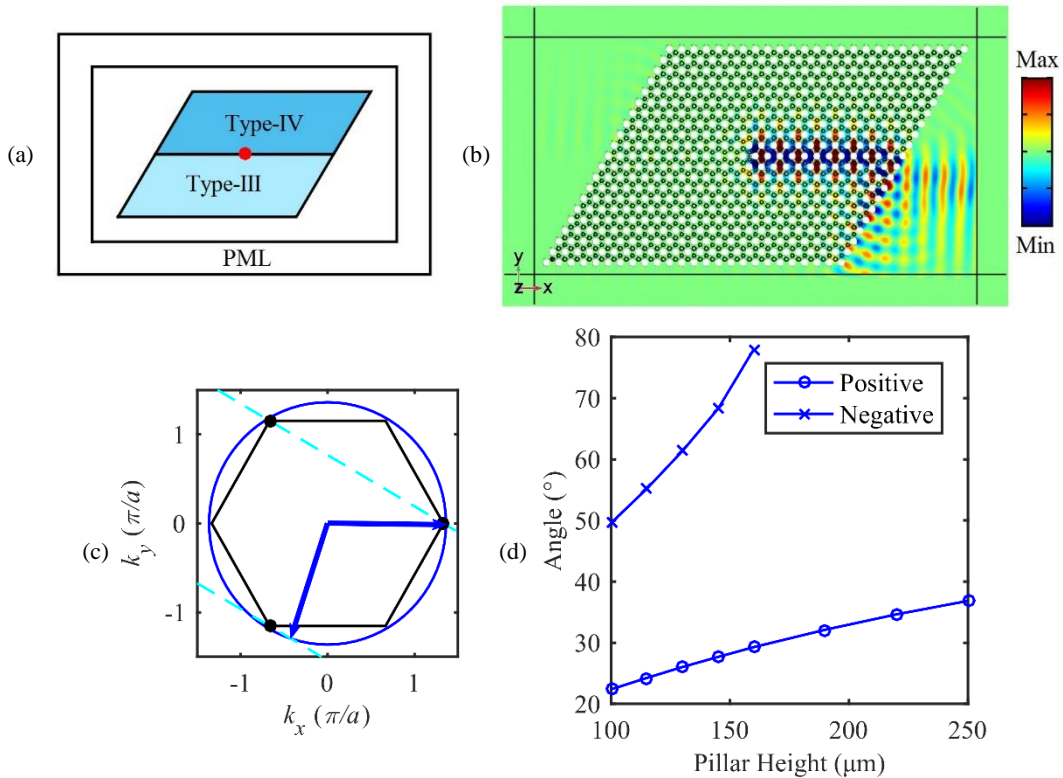 (a)
Type-IV
Type-III
PML
(b)
y
z x
Max
Min
(c)
k_y (π/a)
1
0
-1
-1 0 1
k_x (π/a)
(d)
Angle (°)
80
70
60
50
40
30
20
Positive
Negative
100 150 200 250
Pillar Height (μm)